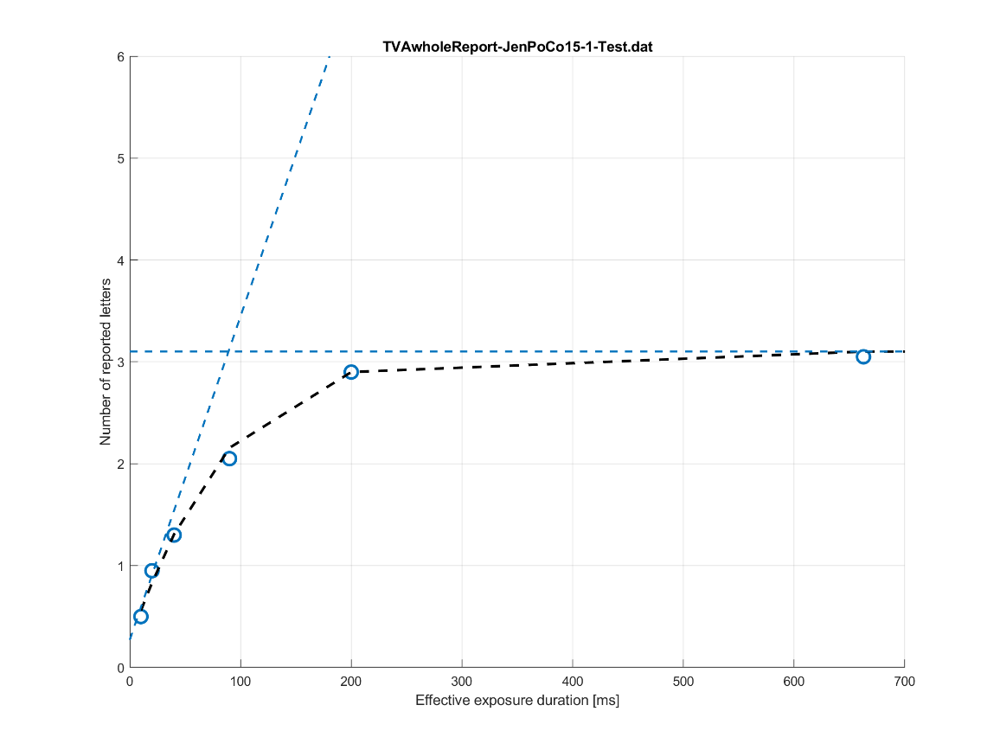 TVAwholeReport-JenPoCo15-1-Test.dat
6
5
4
3
2
1
0
Number of reported letters
0 100 200 300 400 500 600 700
Effective exposure duration [ms]